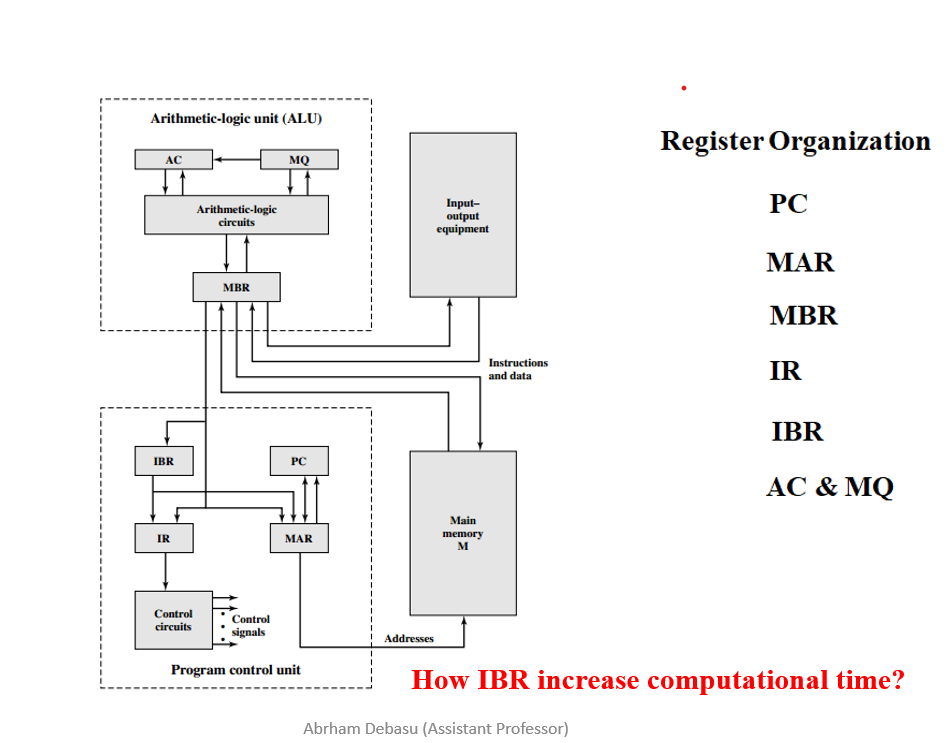 Arithmetic-logic unit (ALU)
AC
MQ
Arithmetic-logic
circuits
MBR
Input–
output
equipment
Instructions
and data
IBR
PC
IR
MAR
Main
memory
M
Control
circuits
Control
signals
Addresses
Program control unit
Register Organization
PC
MAR
MBR
IR
IBR
AC & MQ
How IBR increase computational time?
Abrham Debasu (Assistant Professor)